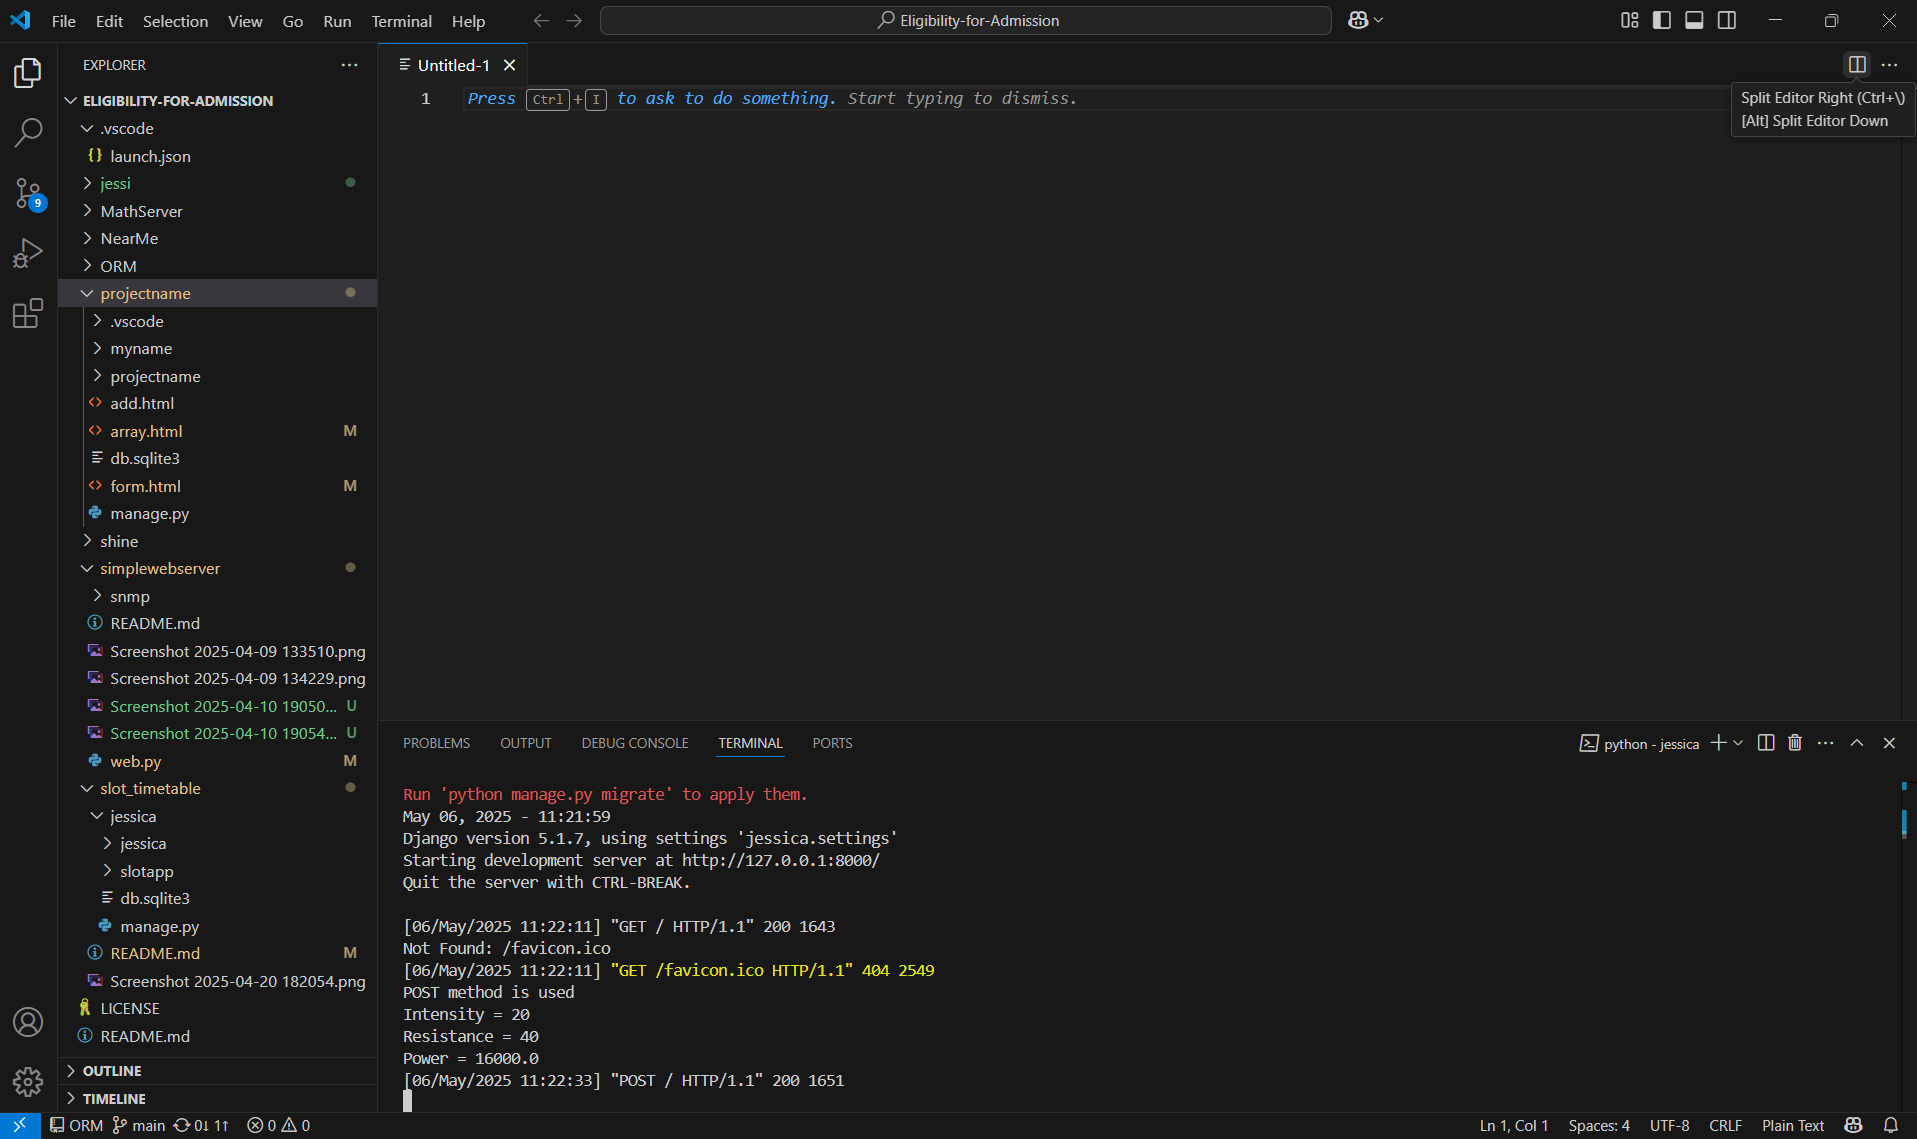 File Edit Selection View Go Run Terminal Help
Eligibility-for-Admission
EXPLORER
ELIGIBILITY-FOR-ADMISSION
.vscode
launch.json
jessi
MathServer
NearMe
ORM
projectname
.vscode
myname
projectname
add.html
array.html M
db.sqlite3
form.html M
manage.py
shine
simplewebserver
snmp
README.md
Screenshot 2025-04-09 133510.png
Screenshot 2025-04-09 134229.png
Screenshot 2025-04-10 19050... U
Screenshot 2025-04-10 19054... U
web.py M
slot_timetable
jessica
jessica
slotapp
db.sqlite3
manage.py
README.md M
Screenshot 2025-04-20 182054.png
LICENSE
README.md
OUTLINE
TIMELINE
9
Untitled-1
1 Press Ctrl + I to ask to do something. Start typing to dismiss.
Split Editor Right (Ctrl+\)
[Alt] Split Editor Down
PROBLEMS OUTPUT DEBUG CONSOLE TERMINAL PORTS
python - jessica
Run 'python manage.py migrate' to apply them.
May 06, 2025 - 11:21:59
Django version 5.1.7, using settings 'jessica.settings'
Starting development server at http://127.0.0.1:8000/
Quit the server with CTRL-BREAK.
[06/May/2025 11:22:11] "GET / HTTP/1.1" 200 1643
Not Found: /favicon.ico
[06/May/2025 11:22:11] "GET /favicon.ico HTTP/1.1" 404 2549
POST method is used
Intensity = 20
Resistance = 40
Power = 16000.0
[06/May/2025 11:22:33] "POST / HTTP/1.1" 200 1651
ORM main 0↓ 1↑ 0 0
Ln 1, Col 1 Spaces: 4 UTF-8 CRLF Plain Text